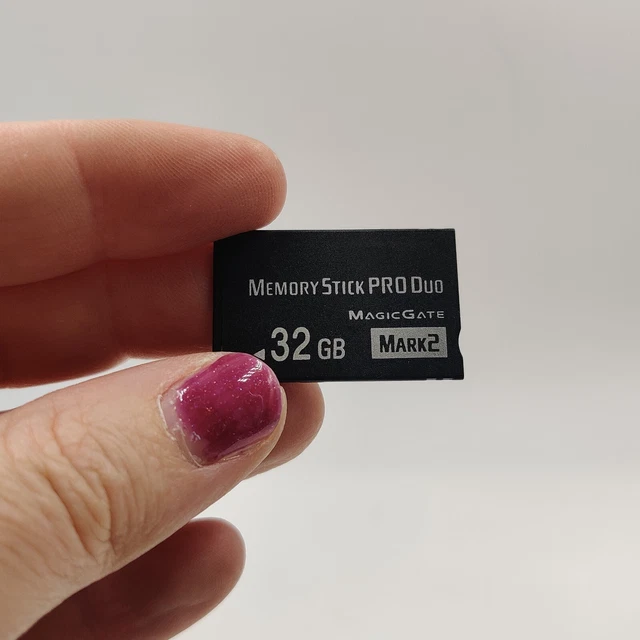 MEMORY STICK PRO DUO
MAGICGATE
32 GB MARK2